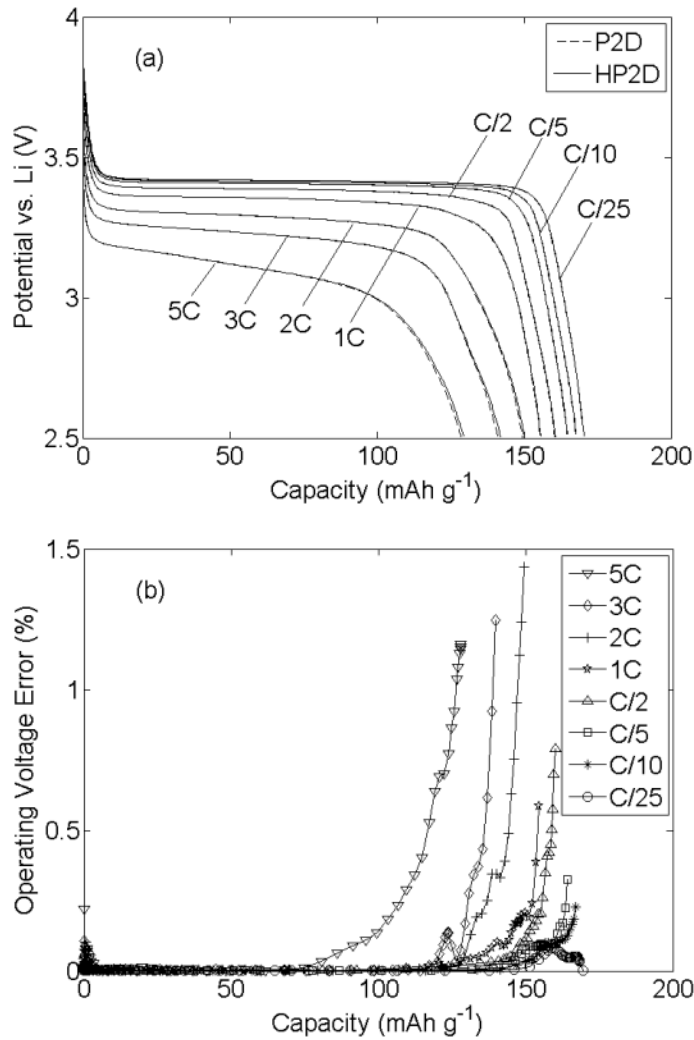 4
(a)
P2D
HP2D
C/2
C/5
C/10
C/25
3.5
Potential vs. Li (V)
3
5C
3C
2C
1C
2.5
0
50
100
150
200
Capacity (mAh g⁻¹)
1.5
(b)
5C
3C
2C
1C
C/2
C/5
C/10
C/25
1
Operating Voltage Error (%)
0.5
0
0
50
100
150
200
Capacity (mAh g⁻¹)